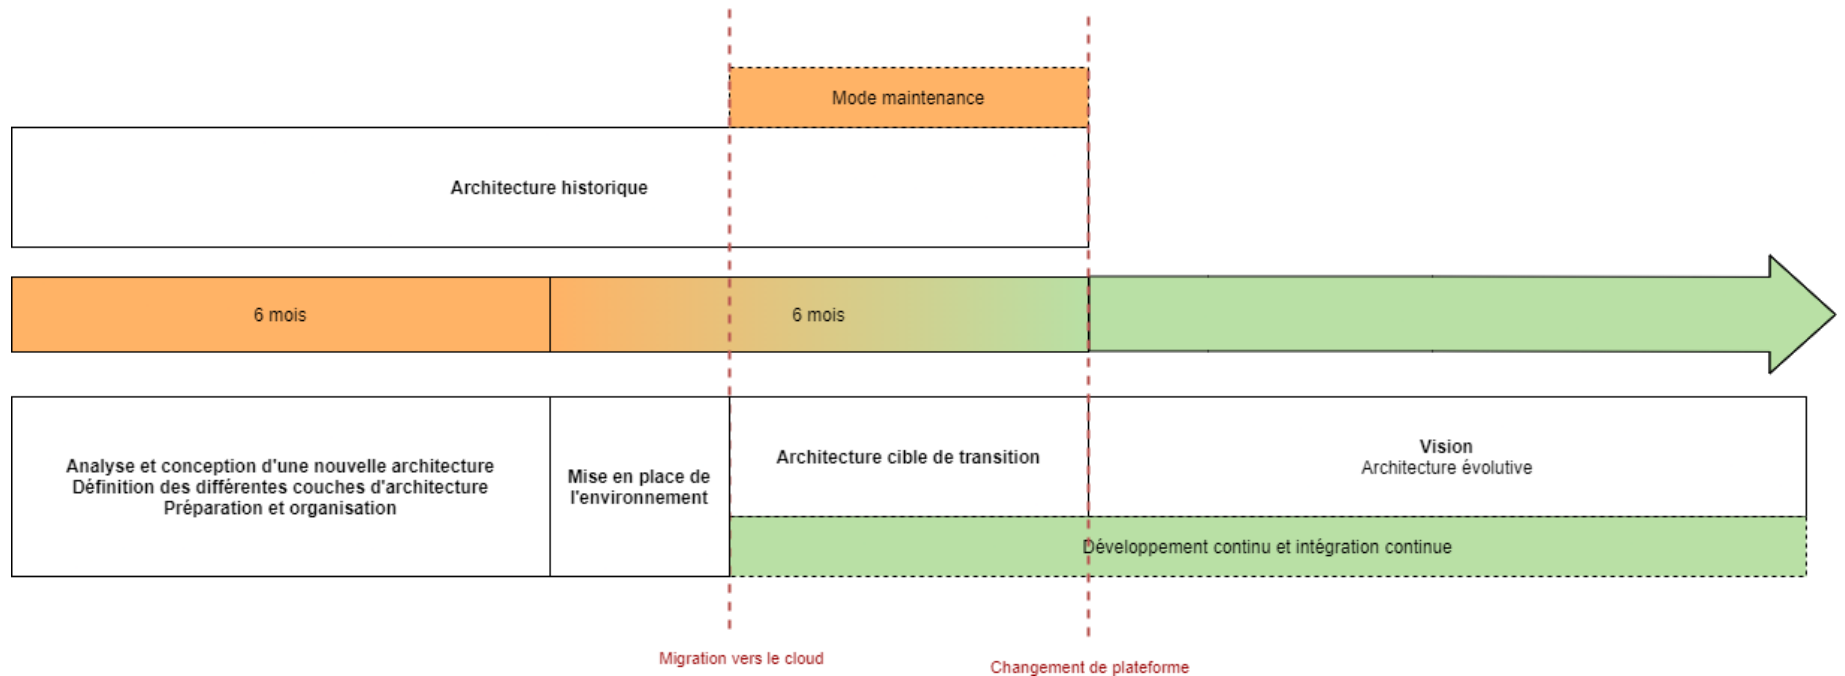 Mode maintenance
Architecture historique
6 mois
6 mois
Analyse et conception d'une nouvelle architecture
Définition des différentes couches d'architecture
Préparation et organisation
Mise en place de
l'environnement
Architecture cible de transition
Vision
Architecture évolutive
Développement continu et intégration continue
Migration vers le cloud
Changement de plateforme